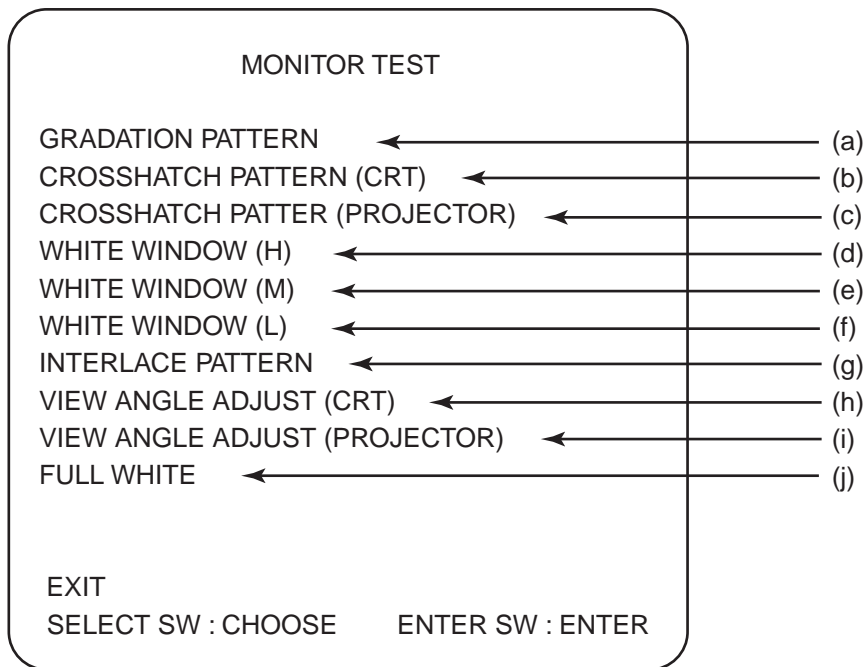 MONITOR TEST
GRADATION PATTERN (a)
CROSSHATCH PATTERN (CRT) (b)
CROSSHATCH PATTER (PROJECTOR) (c)
WHITE WINDOW (H) (d)
WHITE WINDOW (M) (e)
WHITE WINDOW (L) (f)
INTERLACE PATTERN (g)
VIEW ANGLE ADJUST (CRT) (h)
VIEW ANGLE ADJUST (PROJECTOR) (i)
FULL WHITE (j)
EXIT
SELECT SW : CHOOSE ENTER SW : ENTER